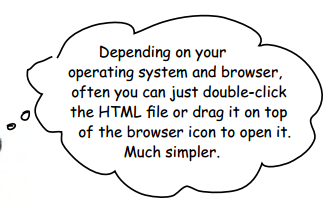 Depending on your
operating system and browser,
often you can just double-click
the HTML file or drag it on top
of the browser icon to open it.
Much simpler.